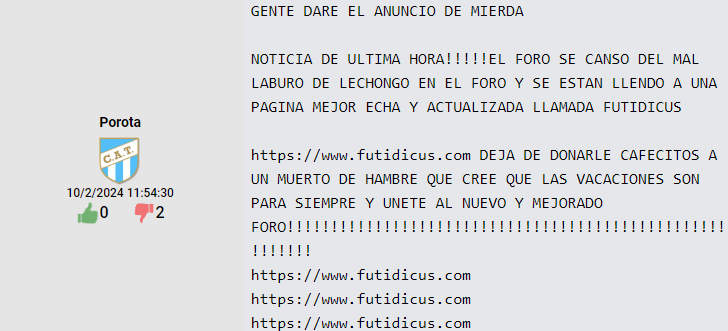 Porota
C.A.T.
10/2/2024 11:54:30
0
2
GENTE DARE EL ANUNCIO DE MIERDA
NOTICIA DE ULTIMA HORA!!!!!EL FORO SE CANSO DEL MAL
LABURO DE LECHONGO EN EL FORO Y SE ESTAN LLENDO A UNA
PAGINA MEJOR ECHA Y ACTUALIZADA LLAMADA FUTIDICUS
https://www.futidicus.com DEJA DE DONARLE CAFECITOS A
UN MUERTO DE HAMBRE QUE CREE QUE LAS VACACIONES SON
PARA SIEMPRE Y UNETE AL NUEVO Y MEJORADO
FORO!!!!!!!!!!!!!!!!!!!!!!!!!!!!!!!!!!!!!!!!!!!!!!!!!!
!!!!!!!
https://www.futidicus.com
https://www.futidicus.com
https://www.futidicus.com